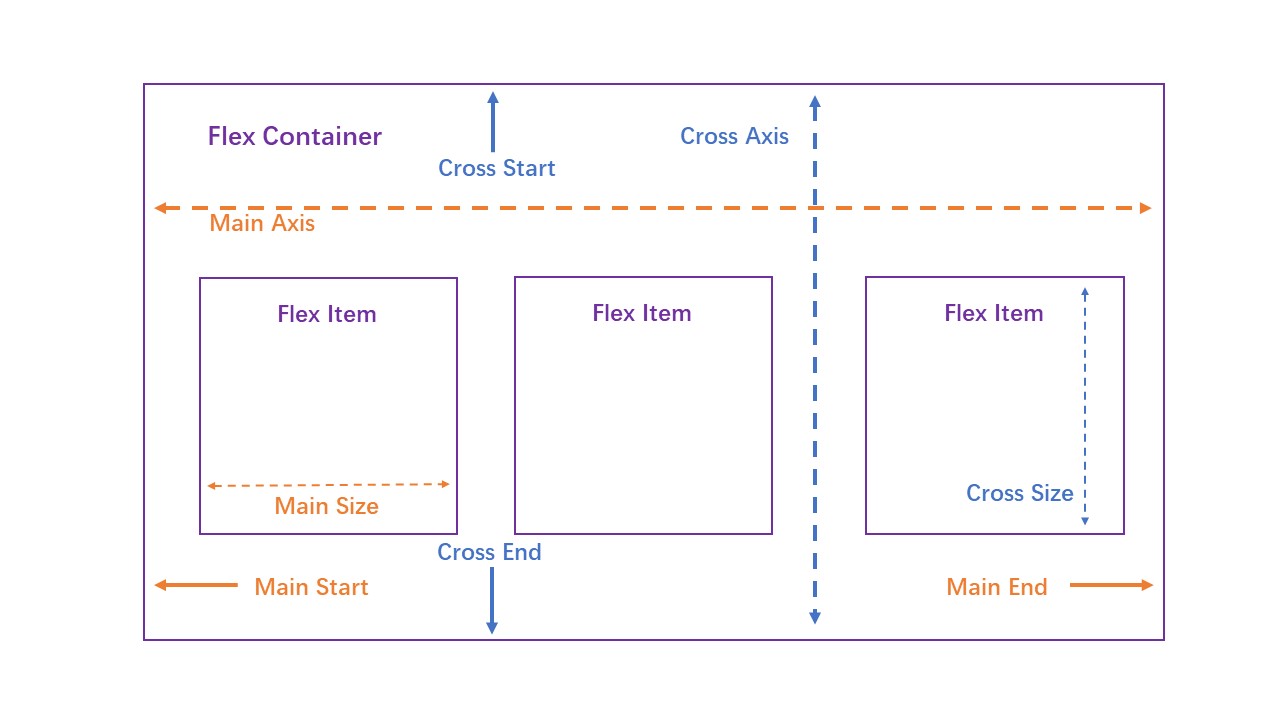 Flex Container
Cross Axis
Cross Start
Main Axis
Flex Item
Flex Item
Flex Item
Main Size
Cross Size
Cross End
Main Start
Main End